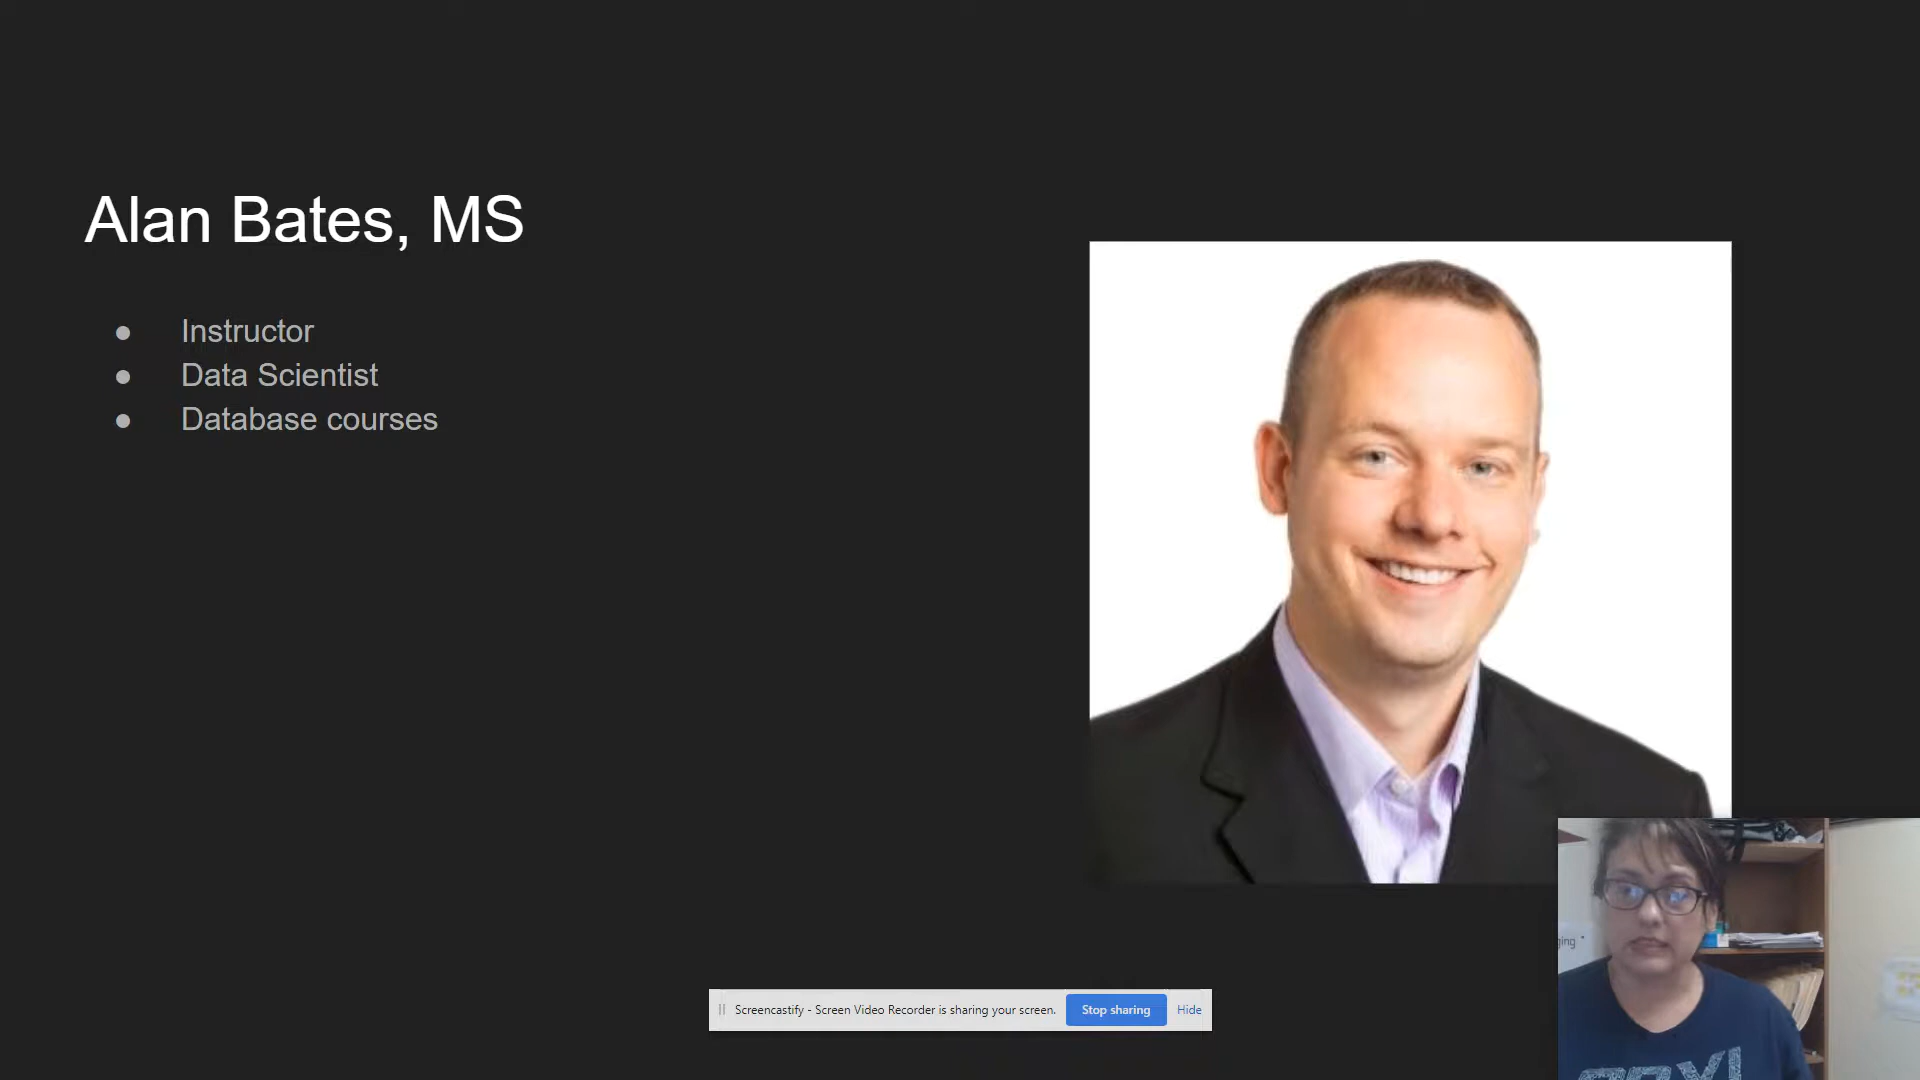 Alan Bates, MS
● Instructor
● Data Scientist
● Database courses
ging
Screencastify - Screen Video Recorder is sharing your screen. Stop sharing Hide